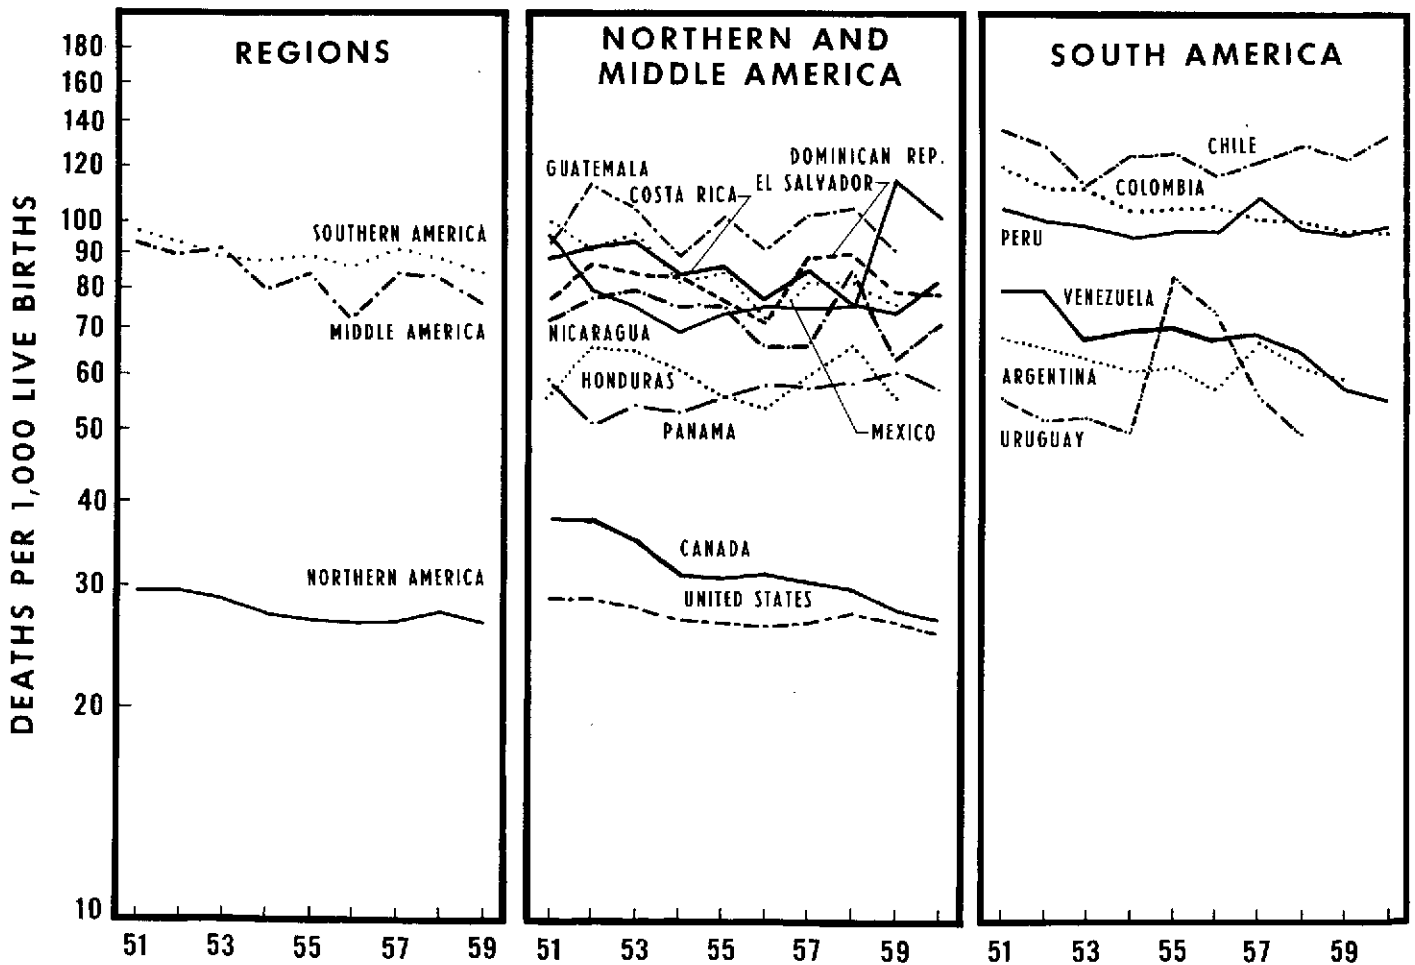 DEATHS PER 1,000 LIVE BIRTHS
180
160
140
120
100
90
80
70
60
50
40
30
20
10
REGIONS
SOUTHERN AMERICA
MIDDLE AMERICA
NORTHERN AMERICA
51 53 55 57 59
NORTHERN AND
MIDDLE AMERICA
DOMINICAN REP.
GUATEMALA
EL SALVADOR
COSTA RICA
NICARAGUA
HONDURAS
PANAMA
MEXICO
CANADA
UNITED STATES
51 53 55 57 59
SOUTH AMERICA
CHILE
COLOMBIA
PERU
VENEZUELA
ARGENTINA
URUGUAY
51 53 55 57 59